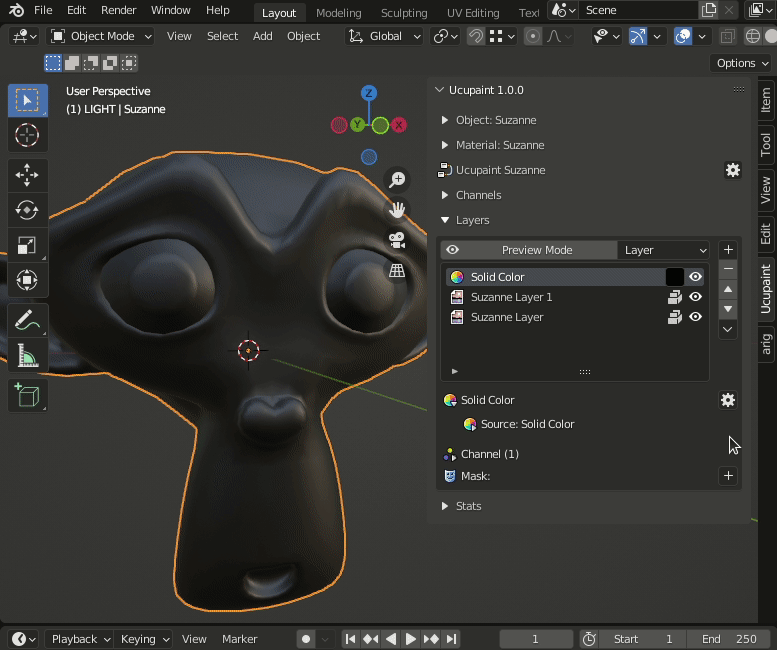 File Edit Render Window Help Layout Modeling Sculpting UV Editing Text Scene
Object Mode View Select Add Object Global
Options
User Perspective
(1) LIGHT | Suzanne
Z
Y
X
Ucupaint 1.0.0
Object: Suzanne
Material: Suzanne
Ucupaint Suzanne
Channels
Layers
Preview Mode Layer
Solid Color
Suzanne Layer 1
Suzanne Layer
Solid Color
Source: Solid Color
Channel (1)
Mask:
Stats
Item
Tool
View
Edit
Ucupaint
arig
Playback Keying View Marker 1 Start 1 End 250